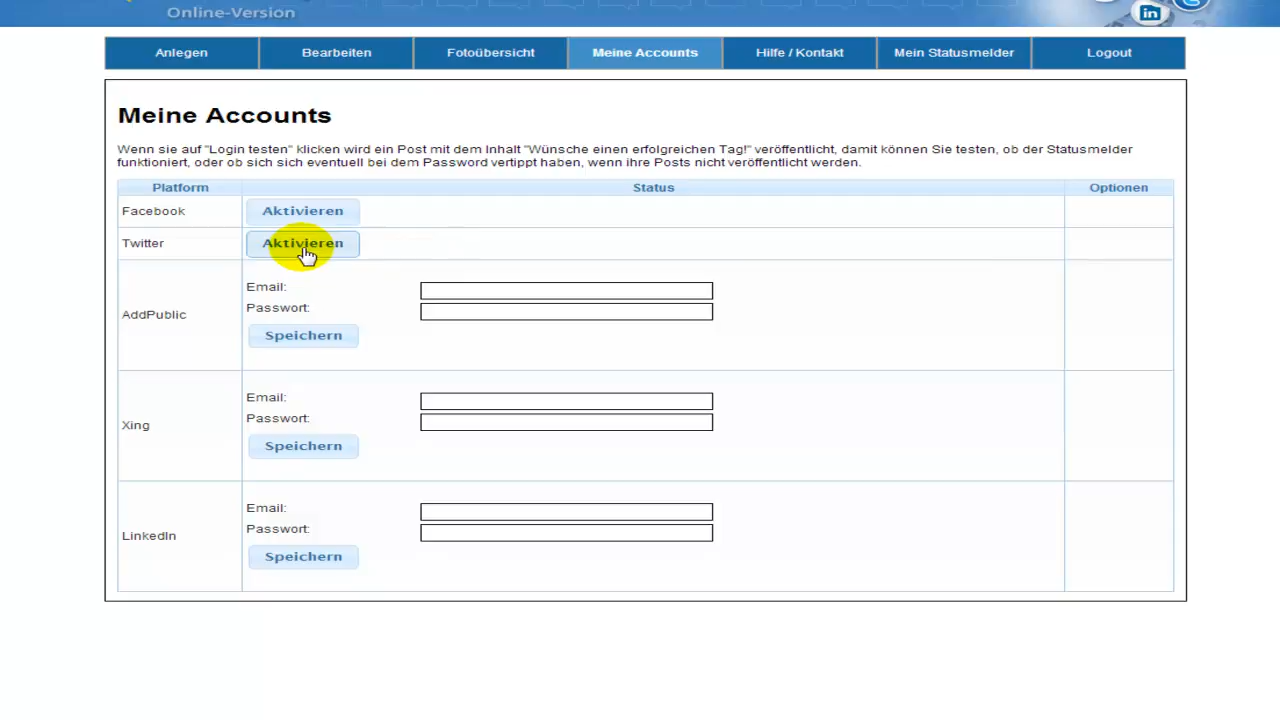 Online-Version
in
Anlegen Bearbeiten Fotoübersicht Meine Accounts Hilfe / Kontakt Mein Statusmelder Logout
Meine Accounts
Wenn sie auf "Login testen" klicken wird ein Post mit dem Inhalt "Wünsche einen erfolgreichen Tag!" veröffentlicht, damit können Sie testen, ob der Statusmelder
funktioniert, oder ob sich sich eventuell bei dem Password vertippt haben, wenn ihre Posts nicht veröffentlicht werden.
Platform Status Optionen
Facebook Aktivieren
Twitter Aktivieren
AddPublic
Email:
Passwort:
Speichern
Xing
Email:
Passwort:
Speichern
LinkedIn
Email:
Passwort:
Speichern